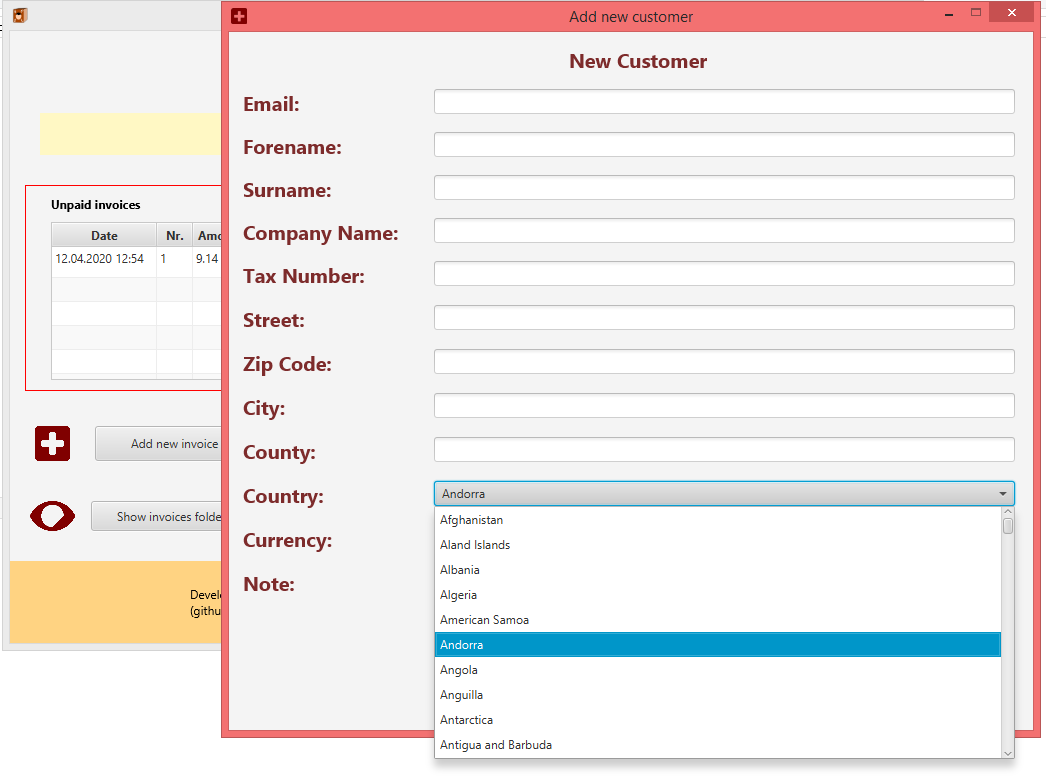 Add new customer
New Customer
Email:
Forename:
Surname:
Company Name:
Tax Number:
Street:
Zip Code:
City:
County:
Country:
Andorra
Afghanistan
Aland Islands
Albania
Algeria
American Samoa
Andorra
Angola
Anguilla
Antarctica
Antigua and Barbuda
Currency:
Note:
Unpaid invoices
Date Nr. Amo
12.04.2020 12:54 1 9.14
Add new invoice
Show invoices folde
Develo
(githu